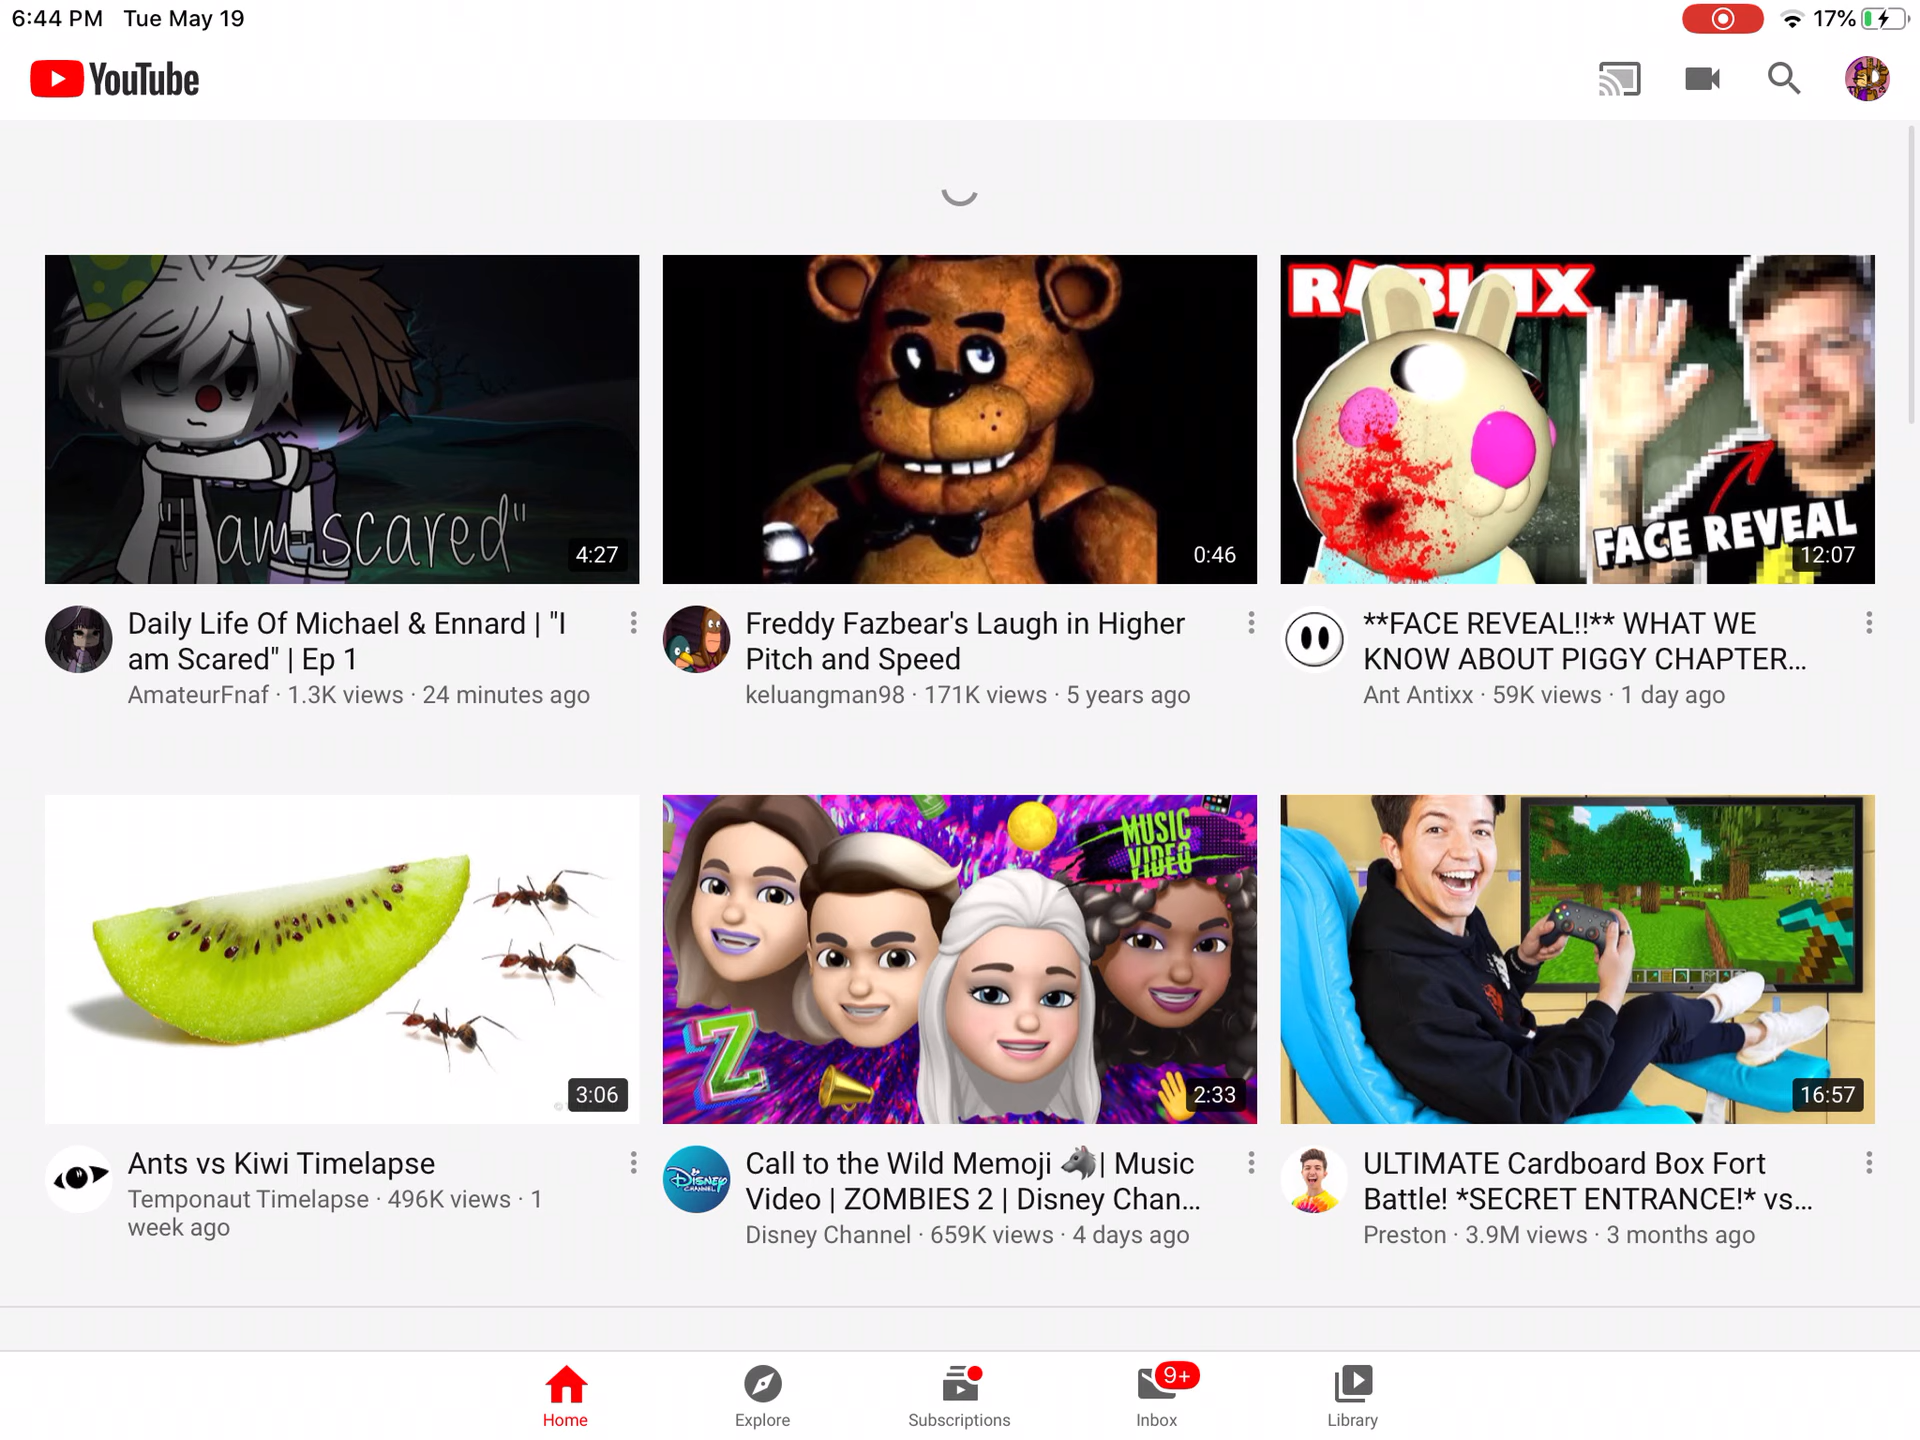 6:44 PM Tue May 19
17%
YouTube
"I am scared"
4:27
0:46
ROBLOX
FACE REVEAL
12:07
Daily Life Of Michael & Ennard | "I
am Scared" | Ep 1
AmateurFnaf · 1.3K views · 24 minutes ago
Freddy Fazbear's Laugh in Higher
Pitch and Speed
keluangman98 · 171K views · 5 years ago
**FACE REVEAL!!** WHAT WE
KNOW ABOUT PIGGY CHAPTER...
Ant Antixx · 59K views · 1 day ago
3:06
MUSIC
VIDEO
Z
2:33
16:57
Ants vs Kiwi Timelapse
Temponaut Timelapse · 496K views · 1
week ago
DISNEY
CHANNEL
Call to the Wild Memoji 🐺| Music
Video | ZOMBIES 2 | Disney Chan...
Disney Channel · 659K views · 4 days ago
ULTIMATE Cardboard Box Fort
Battle! *SECRET ENTRANCE!* vs...
Preston · 3.9M views · 3 months ago
Home
Explore
Subscriptions
9+
Inbox
Library